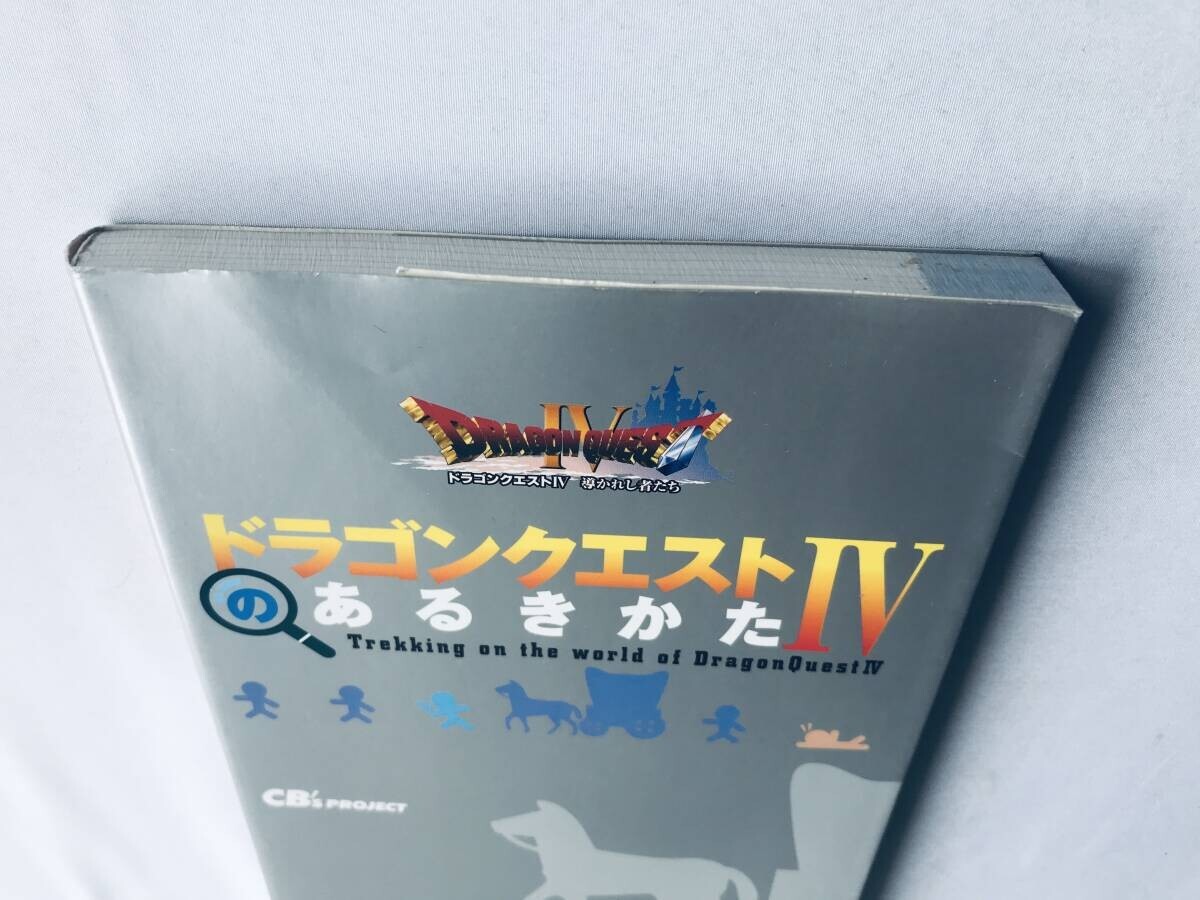 DRAGON QUEST IV
ドラゴンクエストIV 導かれし者たち
ドラゴンクエストIV
のあるきかた
Trekking on the world of DragonQuest IV
CB's PROJECT